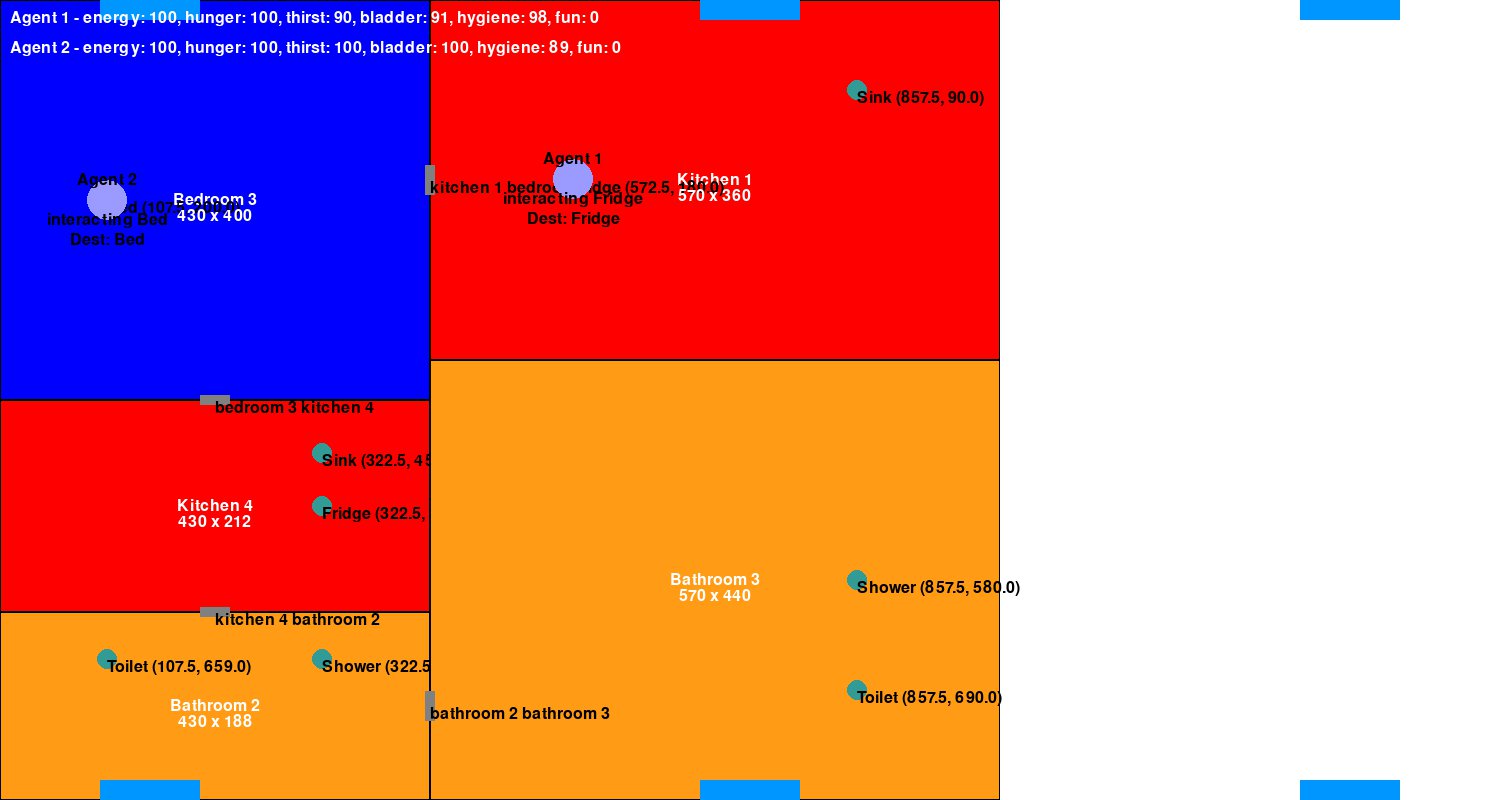 Agent 1 - energy: 100, hunger: 100, thirst: 90, bladder: 91, hygiene: 98, fun: 0
Agent 2 - energy: 100, hunger: 100, thirst: 100, bladder: 100, hygiene: 89, fun: 0
Sink (857.5, 90.0)
Agent 1
Agent 2
Kitchen 1
570 x 360
kitchen 1 (572.5,
interacting Fridge
Dest: Fridge
Bedroom 3
430 x 400
interacting Bed
Dest: Bed
bedroom 3 kitchen 4
Sink (322.5,
Kitchen 4
430 x 212
Fridge (322.5,
Bathroom 3
570 x 440
Shower (857.5, 580.0)
kitchen 4 bathroom 2
Toilet (107.5, 659.0)
Shower (322.5
Toilet (857.5, 690.0)
Bathroom 2
430 x 188
bathroom 2 bathroom 3